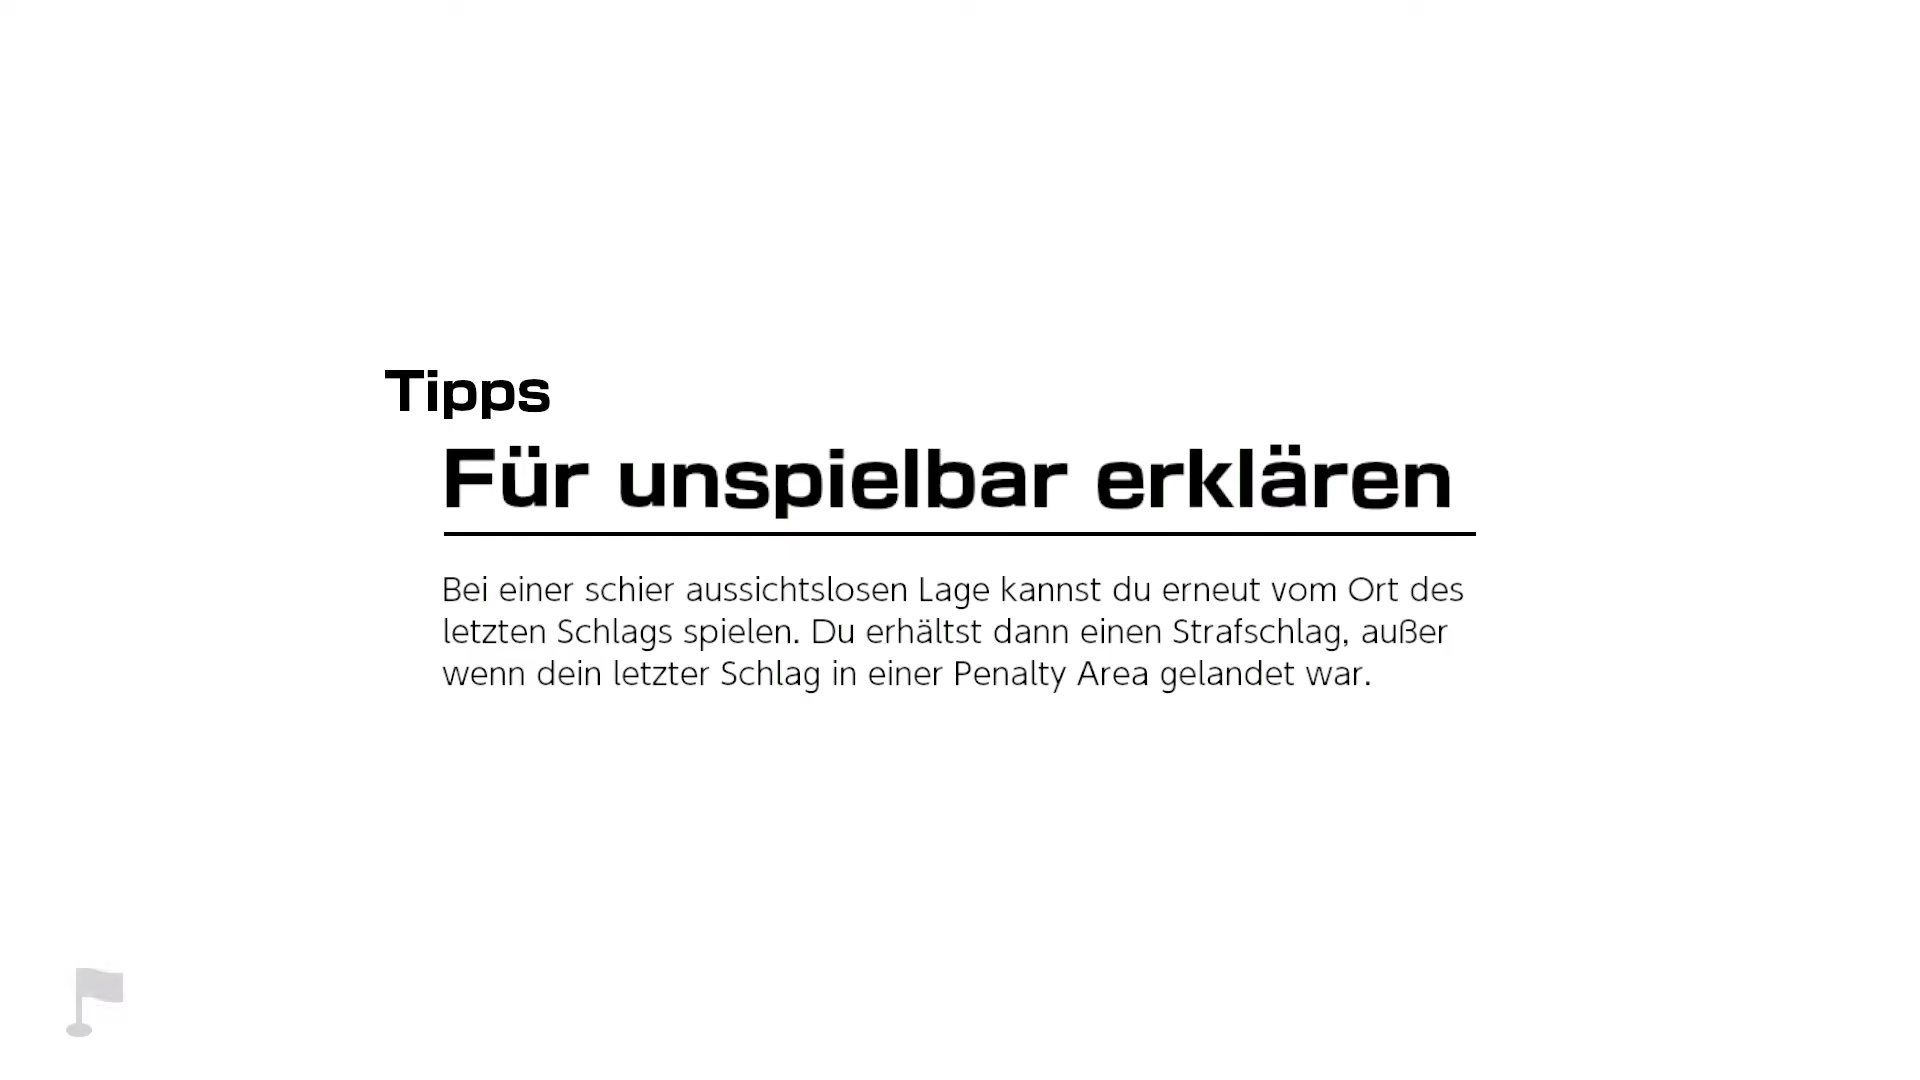 Tipps
Für unspielbar erklären
Bei einer schier aussichtslosen Lage kannst du erneut vom Ort des
letzten Schlags spielen. Du erhältst dann einen Strafschlag, außer
wenn dein letzter Schlag in einer Penalty Area gelandet war.